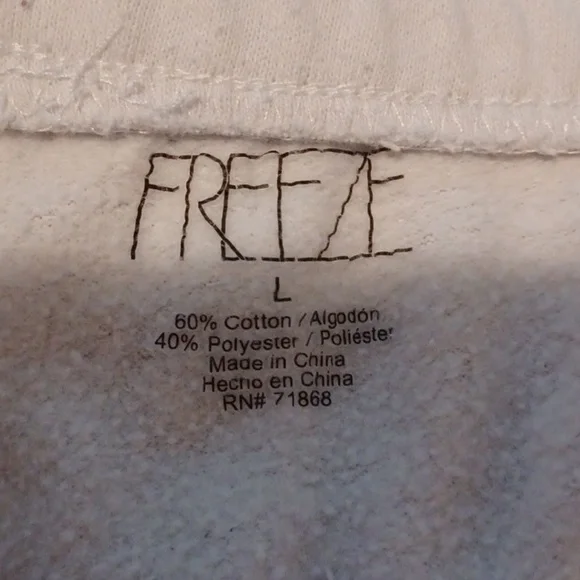 FREEZE
L
60% Cotton / Algodón
40% Polyester / Poliéster
Made in China
Hecho en China
RN# 71868